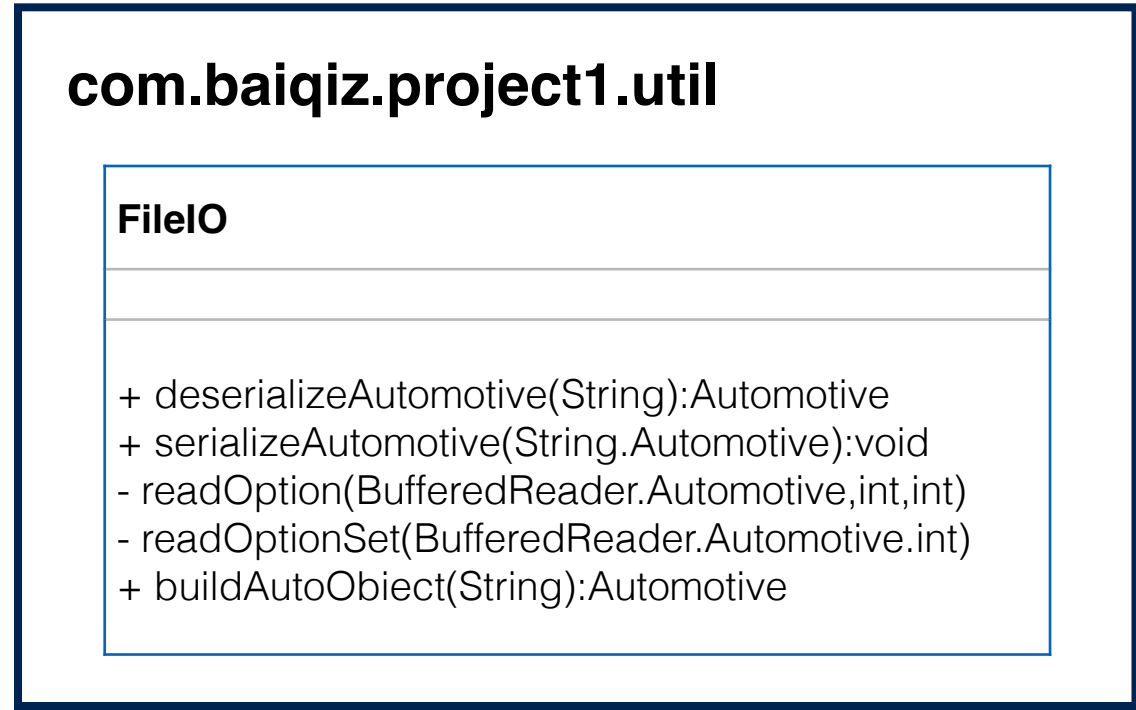 com.baiqiz.project1.util
FileIO
+ deserializeAutomotive(String):Automotive
+ serializeAutomotive(String.Automotive):void
- readOption(BufferedReader.Automotive,int,int)
- readOptionSet(BufferedReader.Automotive.int)
+ buildAutoObiect(String):Automotive